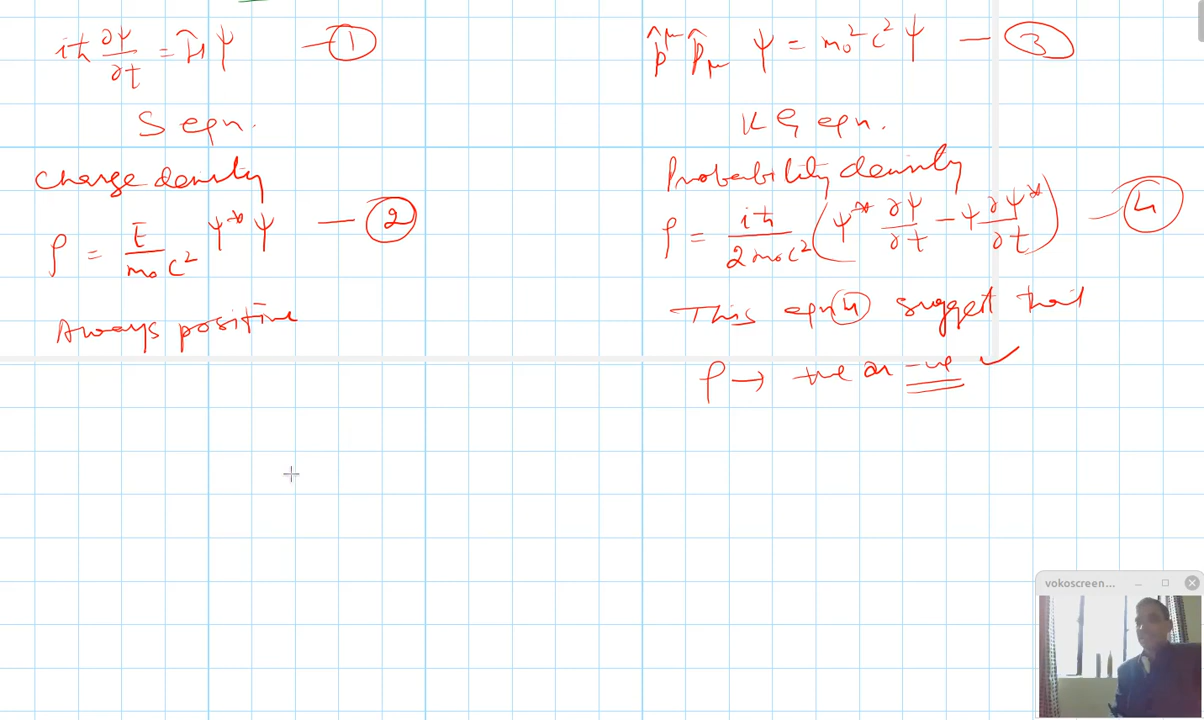 iħ ∂Ψ/∂t = ĤΨ — ①
S eqn.
Charge density
ρ = E/m₀c² Ψ*Ψ — ②
Always positive
p̂^μ p̂_μ Ψ = m₀²c²Ψ — ③
KG eqn.
Probability density
ρ = iħ/2m₀c² (Ψ* ∂Ψ/∂t − Ψ ∂Ψ*/∂t) — ④
This eqn ④ suggest that
ρ → +ve or −ve ✓
vokoscreen...